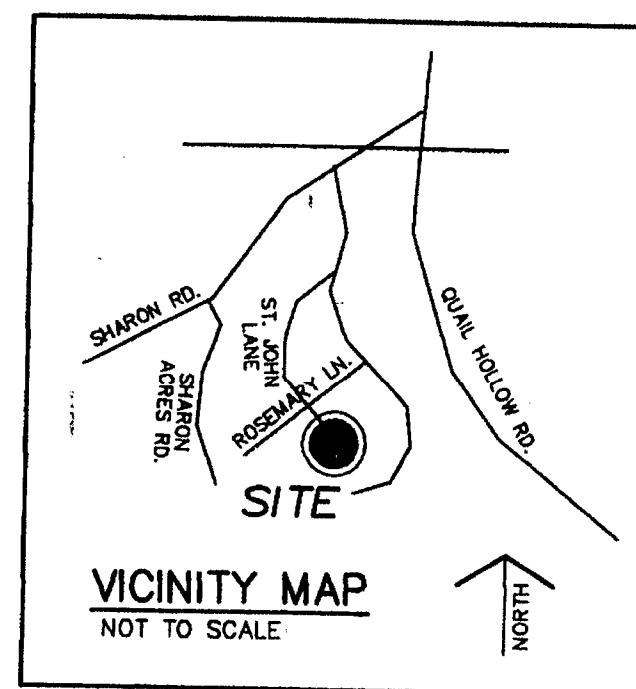 SHARON RD.
ST. JOHN
LANE
QUAIL HOLLOW RD.
SHARON
ACRES RD.
ROSEMARY LN.
SITE
VICINITY MAP
NOT TO SCALE
NORTH